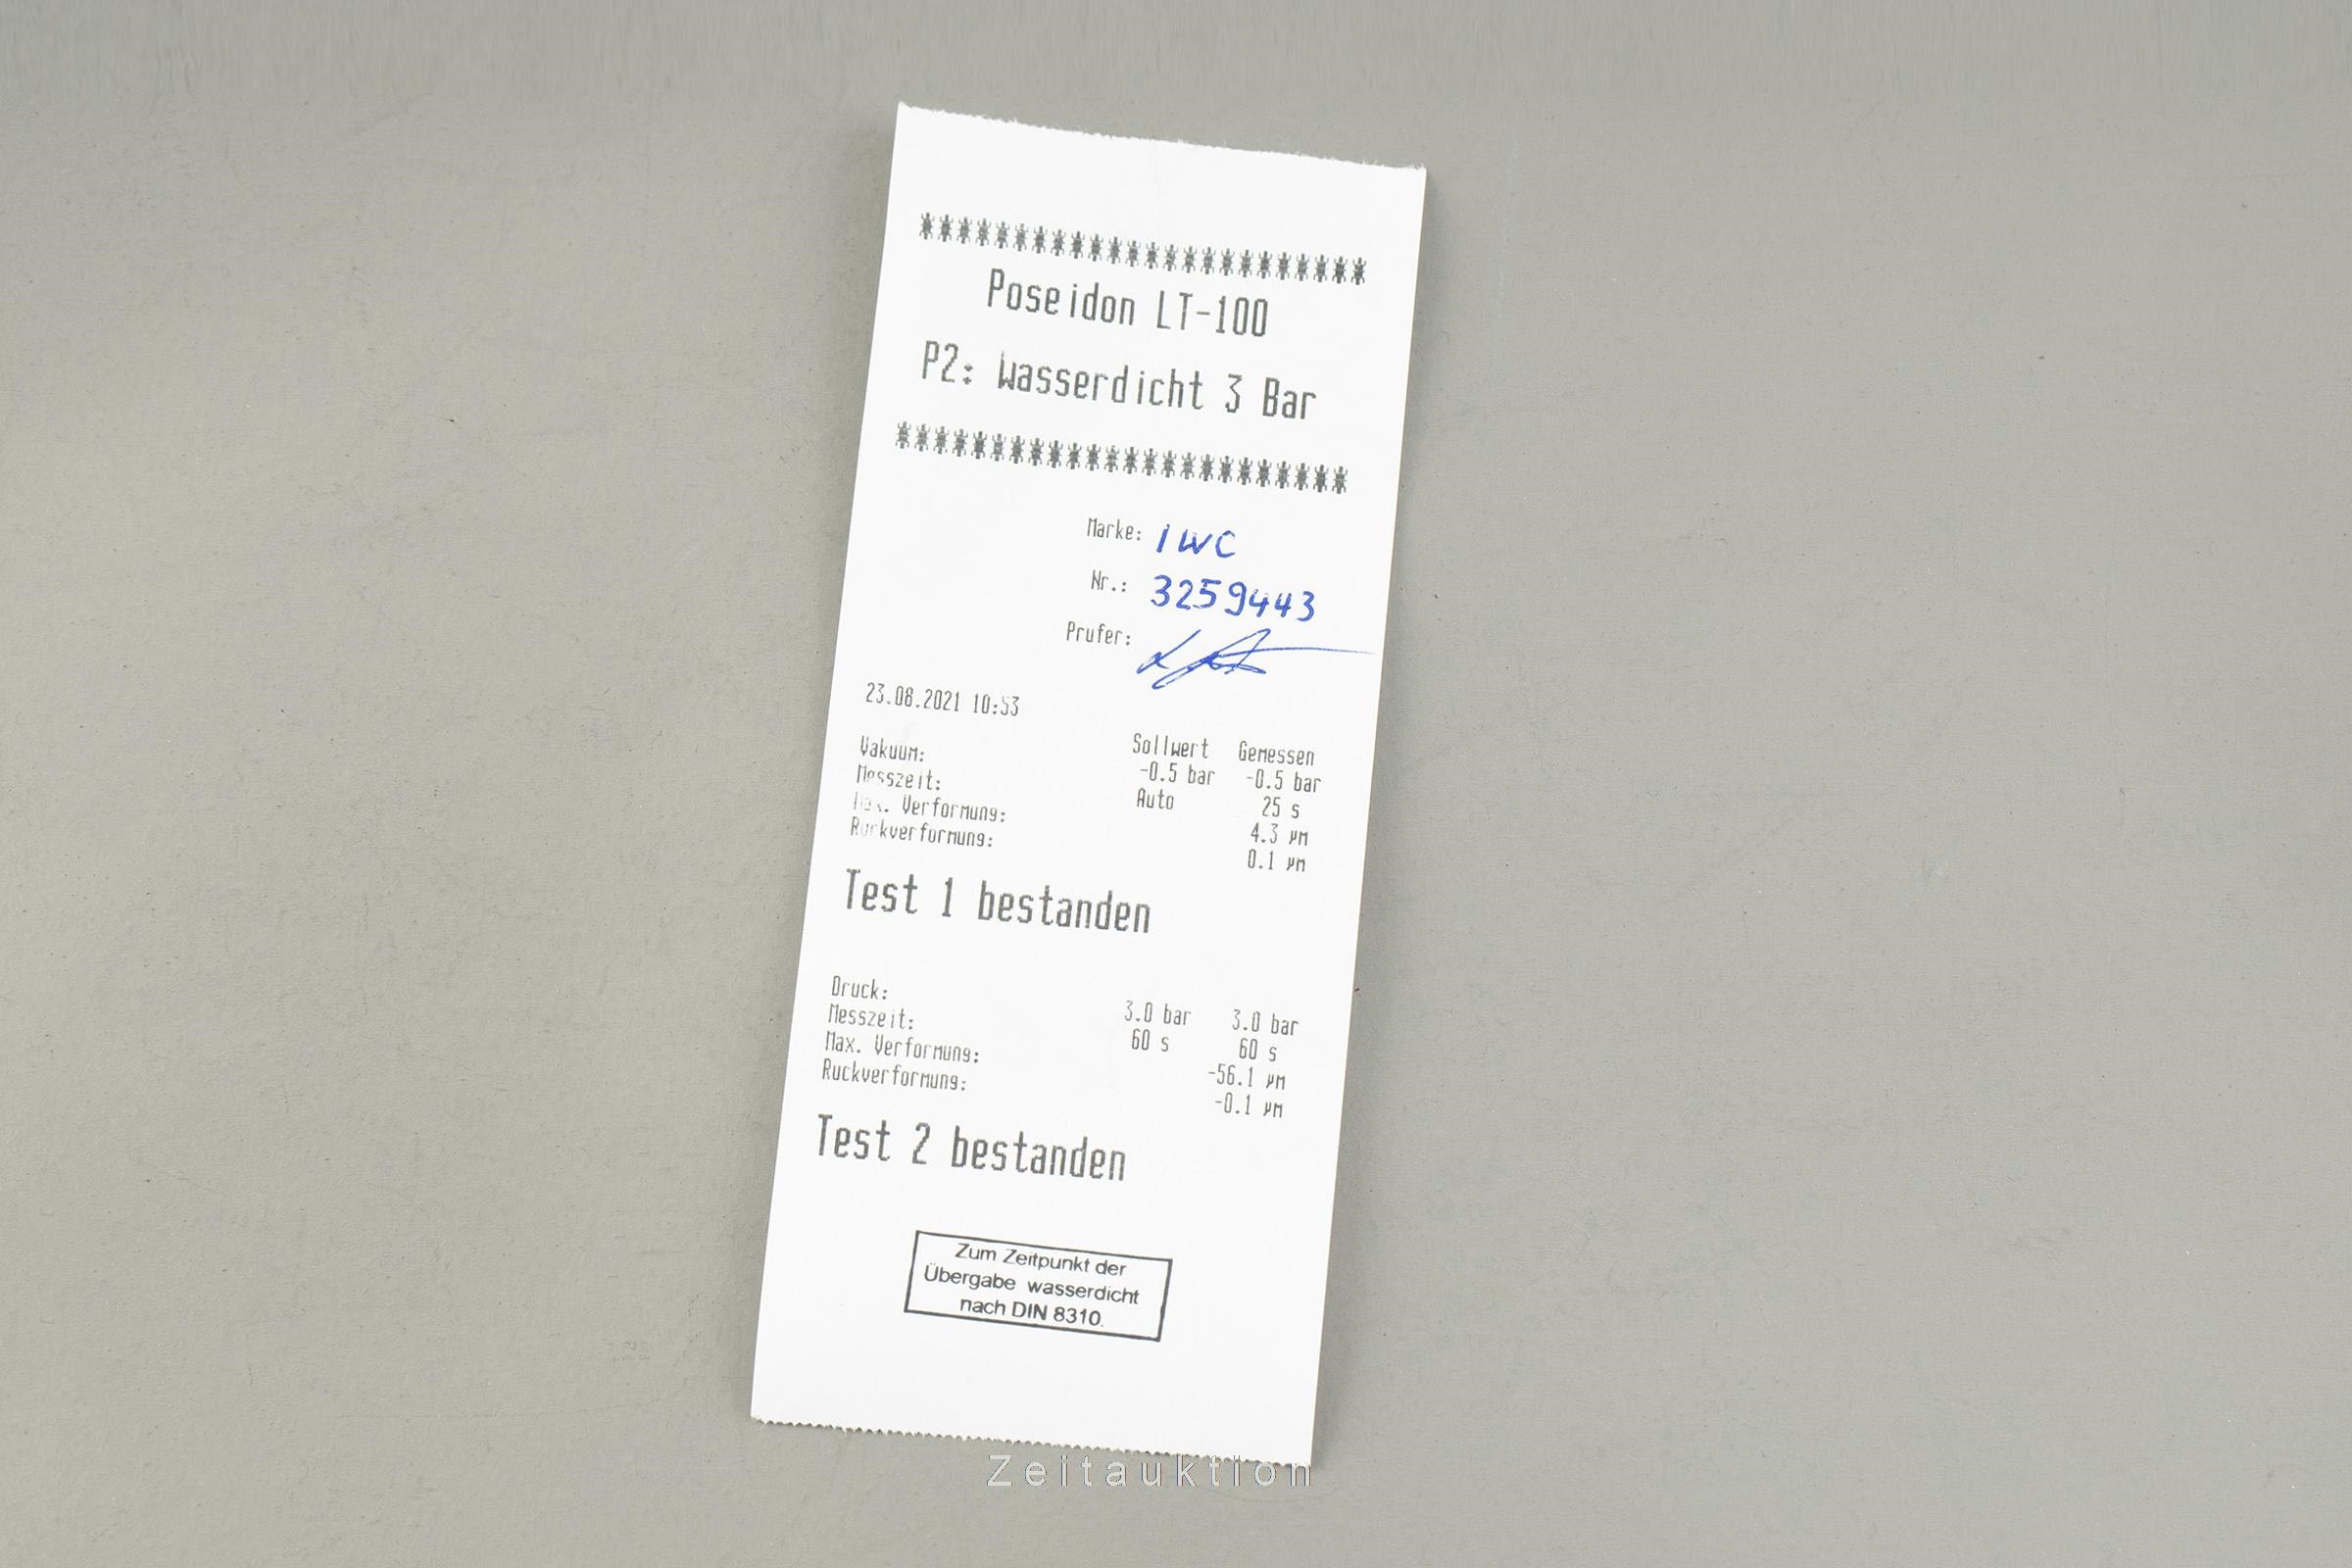 ************************
Poseidon LT-100
P2: Wasserdicht 3 Bar
************************
Marke: IWC
Nr.: 3259443
Prufer:
23.08.2021 10:53
Sollwert Gemessen
Vakuum: -0.5 bar -0.5 bar
Messzeit: Auto 25 s
Max. Verformung: 4.3 µm
Ruckverformung: 0.1 µm
Test 1 bestanden
Druck: 3.0 bar 3.0 bar
Messzeit: 60 s 60 s
Max. Verformung: -56.1 µm
Ruckverformung: -0.1 µm
Test 2 bestanden
Zum Zeitpunkt der
Übergabe wasserdicht
nach DIN 8310.
Zeitauktion